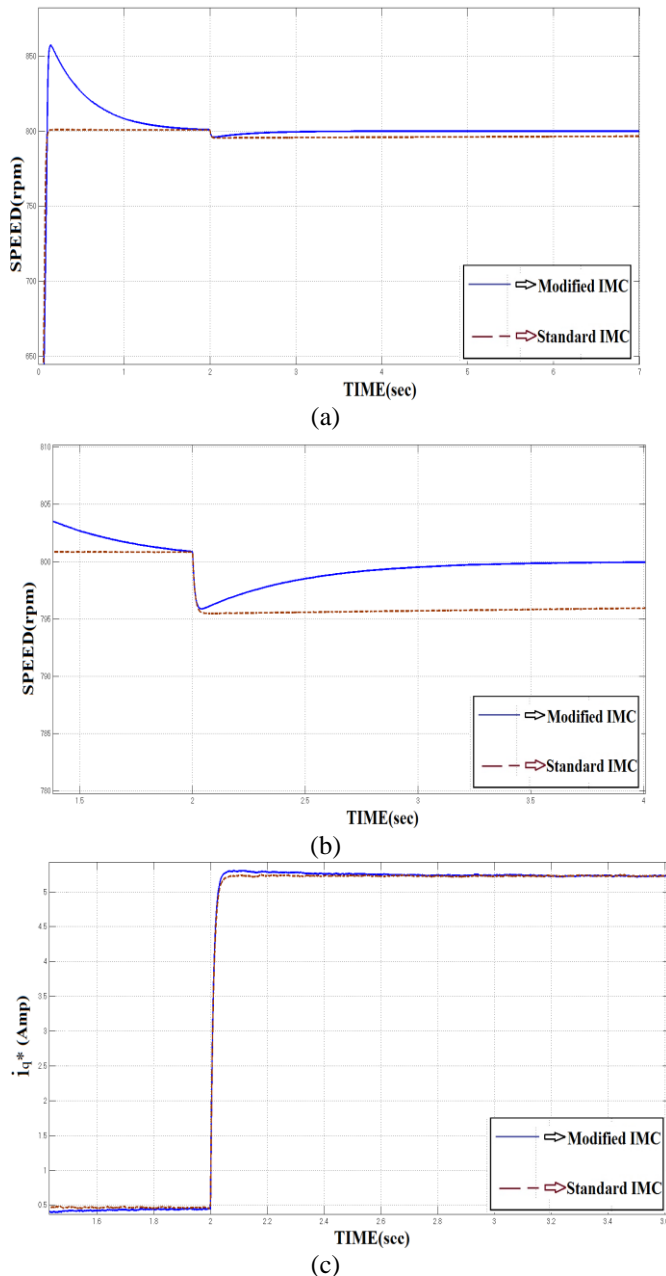 850
800
750
700
650
SPEED(rpm)
Modified IMC
Standard IMC
0 1 2 3 4 5 6 7
TIME(sec)
(a)
810
805
800
795
790
785
780
SPEED(rpm)
Modified IMC
Standard IMC
1.5 2 2.5 3 3.5 4
TIME(sec)
(b)
5
4.5
4
3.5
3
2.5
2
1.5
1
0.5
iq* (Amp)
Modified IMC
Standard IMC
1.6 1.8 2 2.2 2.4 2.6 2.8 3 3.2 3.4 3.6
TIME(sec)
(c)